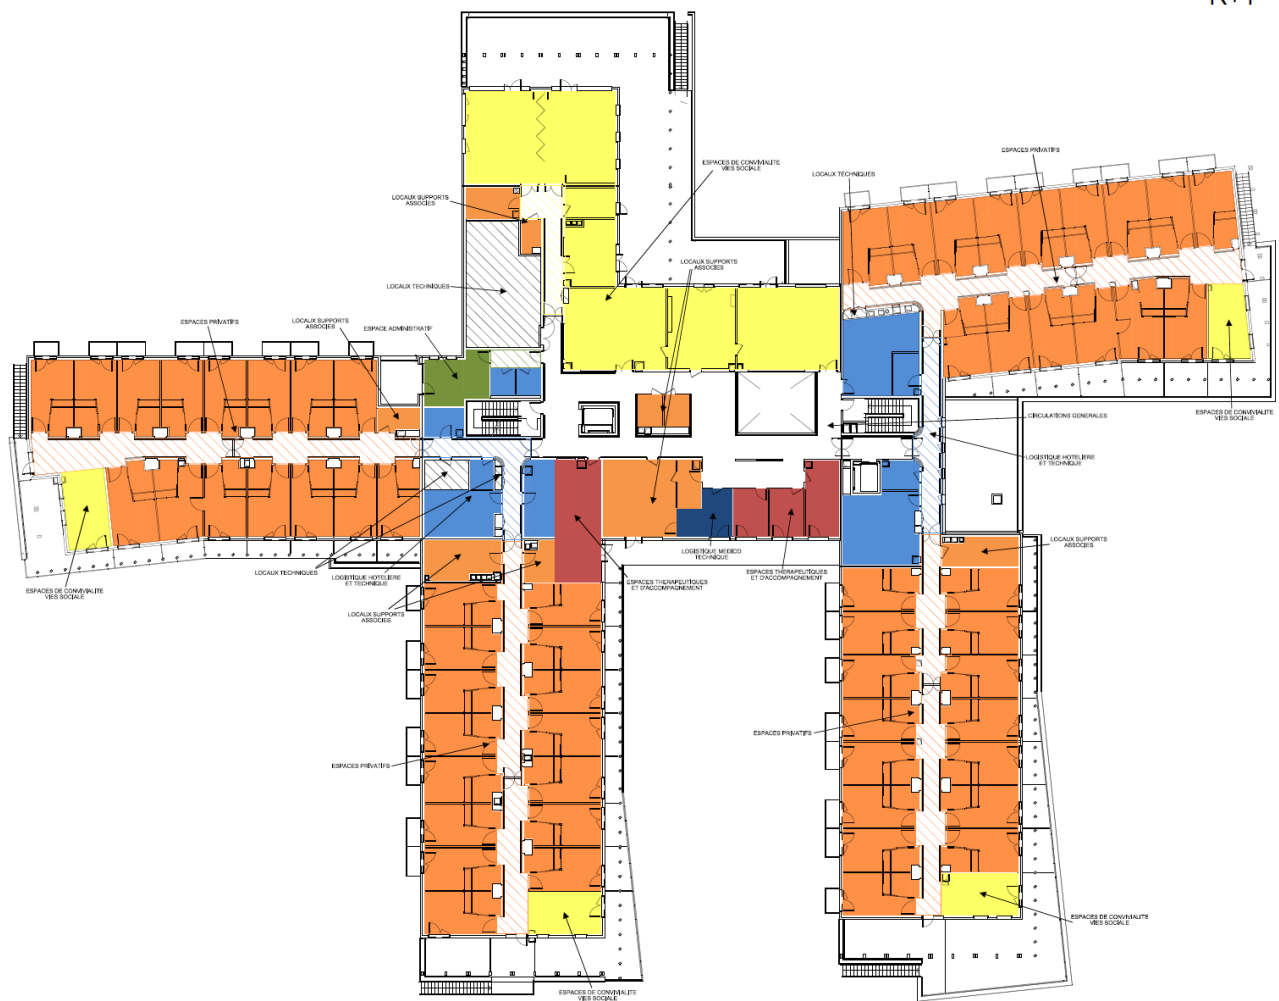 ESPACES PRIVATIFS
ESPACES DE CONVIVIALITE
VIES SOCIALE
LOCAUX TECHNIQUES
LOCAUX SUPPORTS
ASSOCIES
LOCAUX SUPPORTS
ASSOCIES
LOCAUX TECHNIQUES
ESPACES PRIVATIFS
LOCAUX SUPPORTS
ASSOCIES
ESPACE ADMINISTRATIF
ESPACES DE CONVIVIALITE
VIES SOCIALE
CIRCULATIONS GENERALES
LOGISTIQUE HOTELIERE
ET TECHNIQUE
LOCAUX SUPPORTS
ASSOCIES
LOGISTIQUE MEDICO
TECHNIQUE
LOCAUX TECHNIQUES
LOGISTIQUE HOTELIERE
ET TECHNIQUE
ESPACES THERAPEUTIQUES
ET D'ACCOMPAGNEMENT
ESPACES THERAPEUTIQUES
ET D'ACCOMPAGNEMENT
ESPACES DE CONVIVIALITE
VIES SOCIALE
LOCAUX SUPPORTS
ASSOCIES
ESPACES PRIVATIFS
ESPACES PRIVATIFS
ESPACES DE CONVIVIALITE
VIES SOCIALE
ESPACES DE CONVIVIALITE
VIES SOCIALE